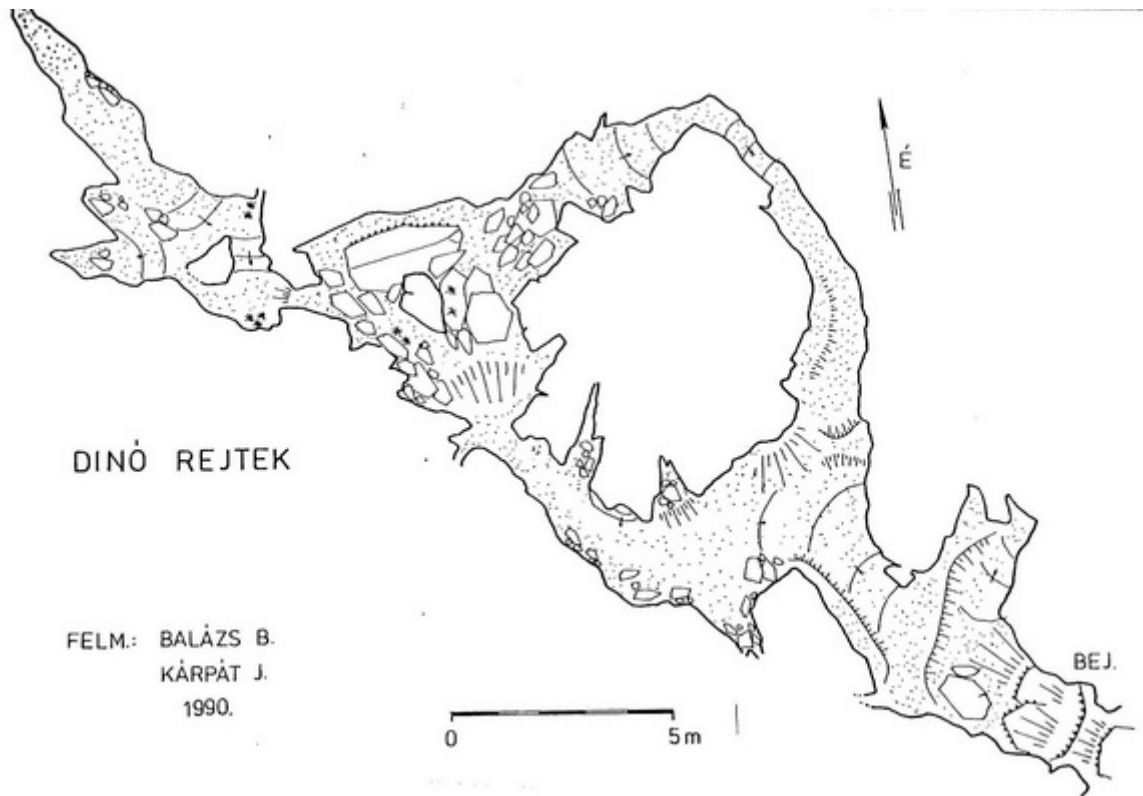 É
DINÓ REJTEK
BEJ.
FELM.: BALÁZS B.
KÁRPÁT J.
1990.
0 5 m